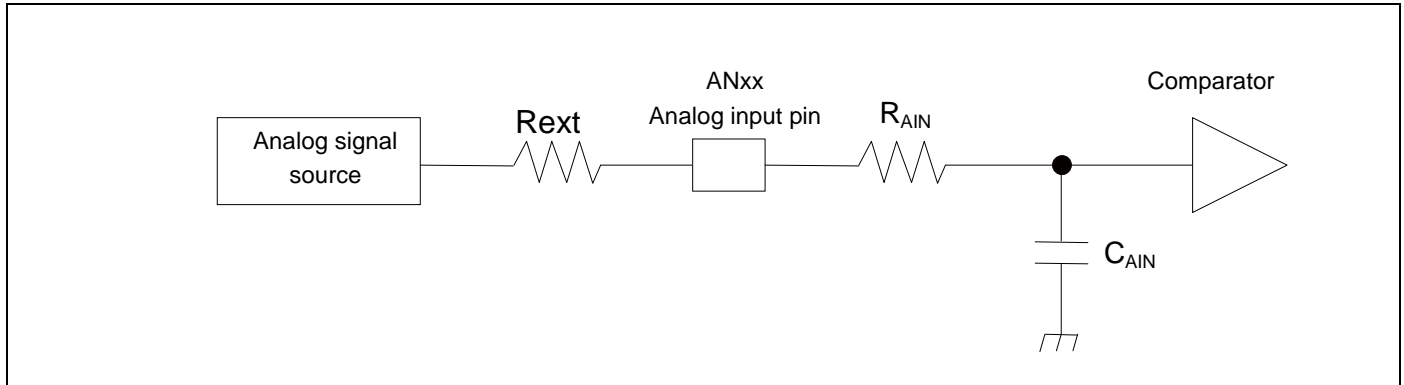 Analog signal
source
Rext
ANxx
Analog input pin
RAIN
Comparator
CAIN